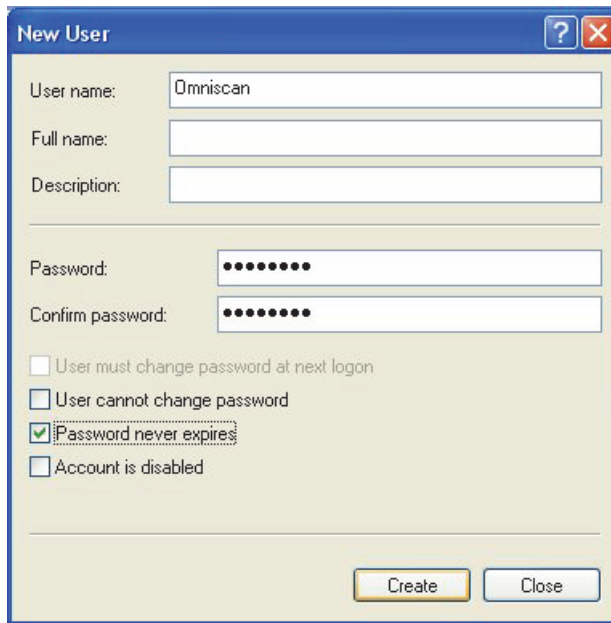 New User
User name: Omniscan
Full name:
Description:
Password: ●●●●●●●●
Confirm password: ●●●●●●●●
User must change password at next logon
User cannot change password
Password never expires
Account is disabled
Create Close